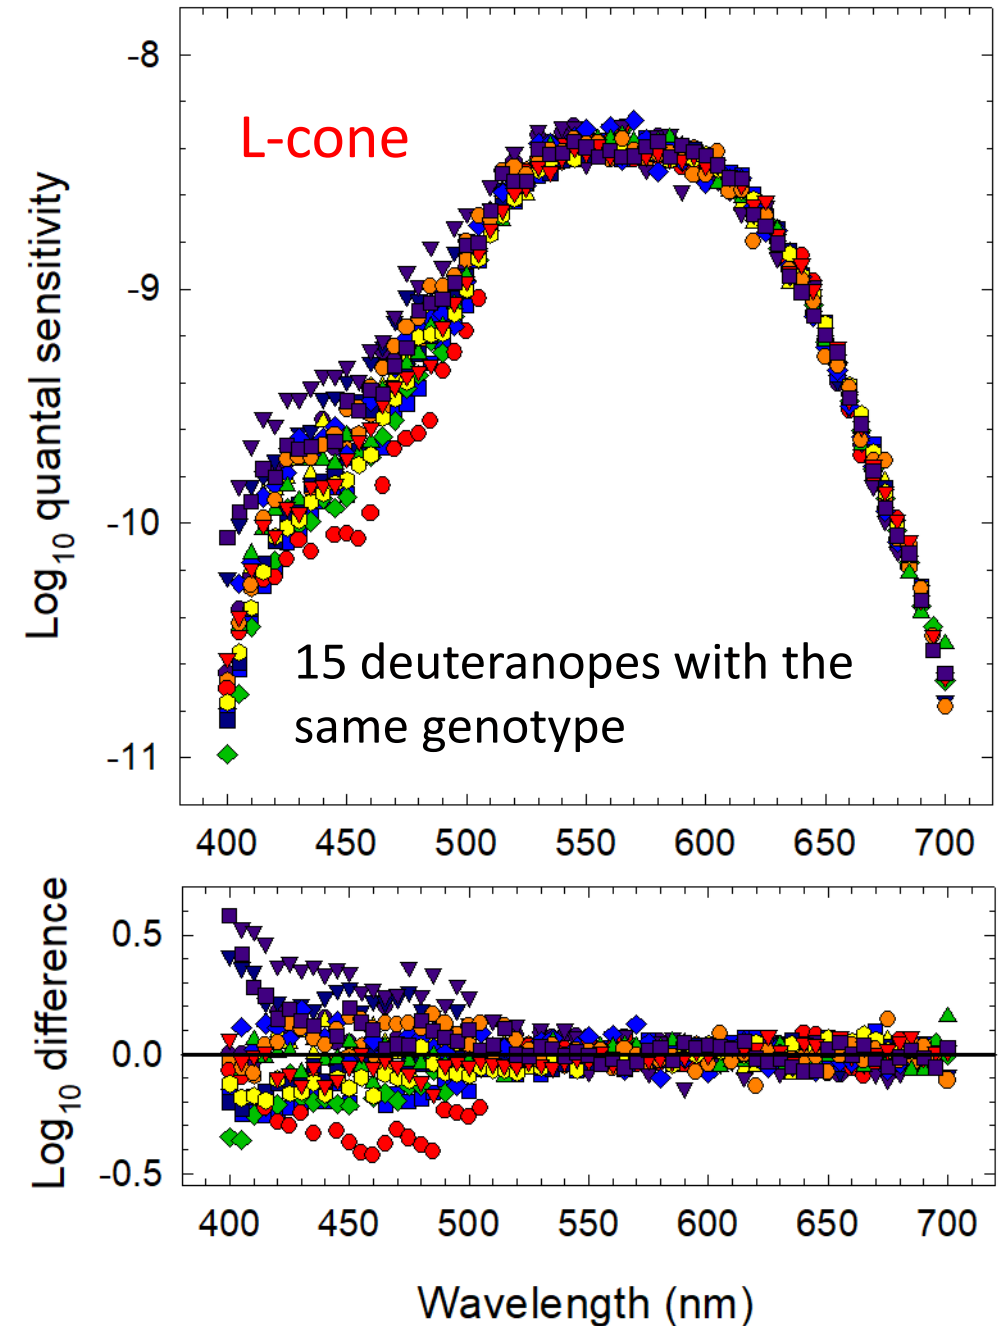 -8
L-cone
-9
Log10 quantal sensitivity
-10
15 deuteranopes with the
same genotype
-11
400 450 500 550 600 650 700
0.5
Log10 difference
0.0
-0.5
400 450 500 550 600 650 700
Wavelength (nm)